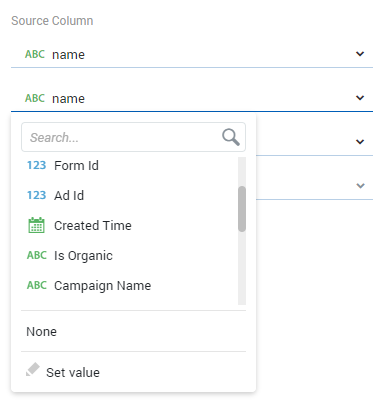 Source Column
ABC name
ABC name
Search...
123 Form Id
123 Ad Id
Created Time
ABC Is Organic
ABC Campaign Name
None
Set value